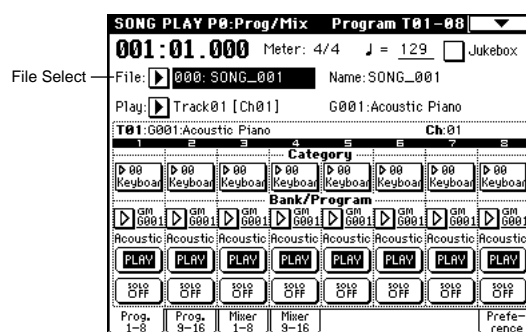 SONG PLAY P0:Prog/Mix Program T01-08
001:01.000 Meter: 4/4 ♩ = 129 Jukebox
File Select
File: 000: SONG_001 Name: SONG_001
Play: Track01 [Ch01] G001:Acoustic Piano
T01:G001:Acoustic Piano Ch:01
1 2 3 4 5 6 7 8
Category
00 00 00 00 00 00 00 00
Keyboar Keyboar Keyboar Keyboar Keyboar Keyboar Keyboar Keyboar
Bank/Program
GM GM GM GM GM GM GM GM
G001 G001 G001 G001 G001 G001 G001 G001
Acoustic Acoustic Acoustic Acoustic Acoustic Acoustic Acoustic Acoustic
PLAY PLAY PLAY PLAY PLAY PLAY PLAY PLAY
SOLO SOLO SOLO SOLO SOLO SOLO SOLO SOLO
OFF OFF OFF OFF OFF OFF OFF OFF
Prog. Prog. Mixer Mixer Prefe-
1-8 9-16 1-8 9-16 rence